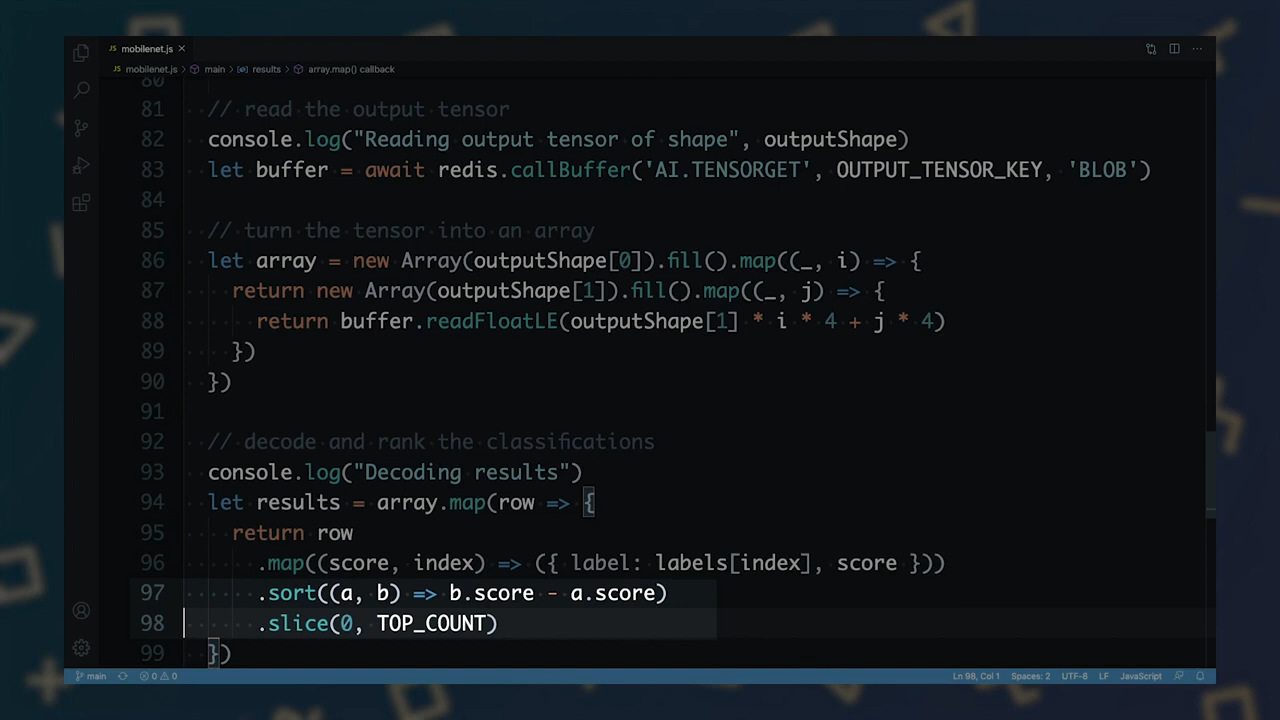 JS mobilenet.js ×
JS mobilenet.js > main > results > array.map() callback
80
81 // read the output tensor
82 console.log("Reading output tensor of shape", outputShape)
83 let buffer = await redis.callBuffer('AI.TENSORGET', OUTPUT_TENSOR_KEY, 'BLOB')
84
85 // turn the tensor into an array
86 let array = new Array(outputShape[0]).fill().map((_, i) => {
87 return new Array(outputShape[1]).fill().map((_, j) => {
88 return buffer.readFloatLE(outputShape[1] * i * 4 + j * 4)
89 })
90 })
91
92 // decode and rank the classifications
93 console.log("Decoding results")
94 let results = array.map(row => {
95 return row
96 .map((score, index) => ({ label: labels[index], score }))
97 .sort((a, b) => b.score - a.score)
98 .slice(0, TOP_COUNT)
99 })
main 0 0 Ln 98, Col 1 Spaces: 2 UTF-8 LF JavaScript